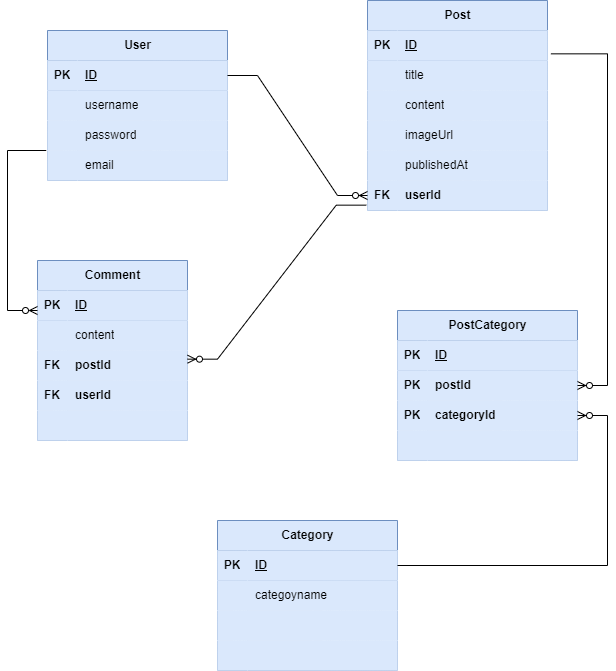 User
PK ID
username
password
email
Post
PK ID
title
content
imageUrl
publishedAt
FK userId
Comment
PK ID
content
FK postId
FK userId
PostCategory
PK ID
PK postId
PK categoryId
Category
PK ID
categoyname